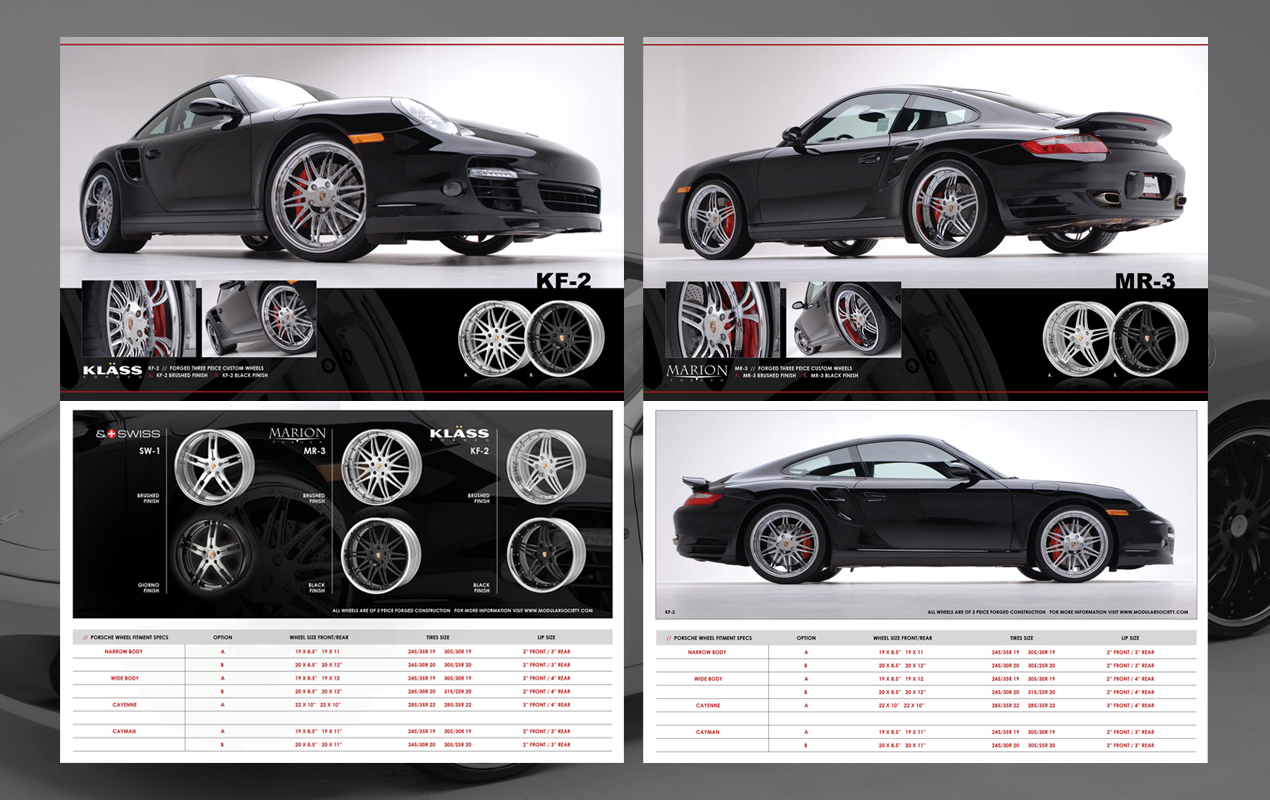 KF-2
KLÄSS
FORGED
KF-2 // FORGED THREE PEICE CUSTOM WHEELS
A. KF-2 BRUSHED FINISH B. KF-2 BLACK FINISH
A.
B.
MR-3
MARION
FORGED
MR-3 // FORGED THREE PEICE CUSTOM WHEELS
A. MR-3 BRUSHED FINISH B. MR-3 BLACK FINISH
A.
B.
&SWISS
SW-1
BRUSHED
FINISH
GIORNO
FINISH
MARION
FORGED
MR-3
BRUSHED
FINISH
BLACK
FINISH
KLÄSS
FORGED
KF-2
BRUSHED
FINISH
BLACK
FINISH
ALL WHEELS ARE OF 3 PEICE FORGED CONSTRUCTION FOR MORE INFORMATION VISIT WWW.MODULARSOCIETY.COM
// PORSCHE WHEEL FITMENT SPECS OPTION WHEEL SIZE FRONT/REAR TIRES SIZE LIP SIZE
NARROW BODY A 19 X 8.5" 19 X 11 245/35R 19 305/30R 19 2" FRONT / 3" REAR
B 20 X 8.5" 20 X 12" 245/30R 20 305/25R 20 2" FRONT / 3" REAR
WIDE BODY A 19 X 8.5" 19 X 12 245/35R 19 305/30R 19 2" FRONT / 4" REAR
B 20 X 8.5" 20 X 12" 245/30R 20 315/25R 20 2" FRONT / 4" REAR
CAYENNE A 22 X 10" 22 X 10" 285/35R 22 285/35R 22 3" FRONT / 4" REAR
CAYMAN A 19 X 8.5" 19 X 11" 245/35R 19 305/30R 19 2" FRONT / 3" REAR
B 20 X 8.5" 20 X 11" 245/30R 20 305/25R 20 2" FRONT / 3" REAR
KF-2
ALL WHEELS ARE OF 3 PEICE FORGED CONSTRUCTION FOR MORE INFORMATION VISIT WWW.MODULARSOCIETY.COM
// PORSCHE WHEEL FITMENT SPECS OPTION WHEEL SIZE FRONT/REAR TIRES SIZE LIP SIZE
NARROW BODY A 19 X 8.5" 19 X 11 245/35R 19 305/30R 19 2" FRONT / 3" REAR
B 20 X 8.5" 20 X 12" 245/30R 20 305/25R 20 2" FRONT / 3" REAR
WIDE BODY A 19 X 8.5" 19 X 12 245/35R 19 305/30R 19 2" FRONT / 4" REAR
B 20 X 8.5" 20 X 12" 245/30R 20 315/25R 20 2" FRONT / 4" REAR
CAYENNE A 22 X 10" 22 X 10" 285/35R 22 285/35R 22 3" FRONT / 4" REAR
CAYMAN A 19 X 8.5" 19 X 11" 245/35R 19 305/30R 19 2" FRONT / 3" REAR
B 20 X 8.5" 20 X 11" 245/30R 20 305/25R 20 2" FRONT / 3" REAR